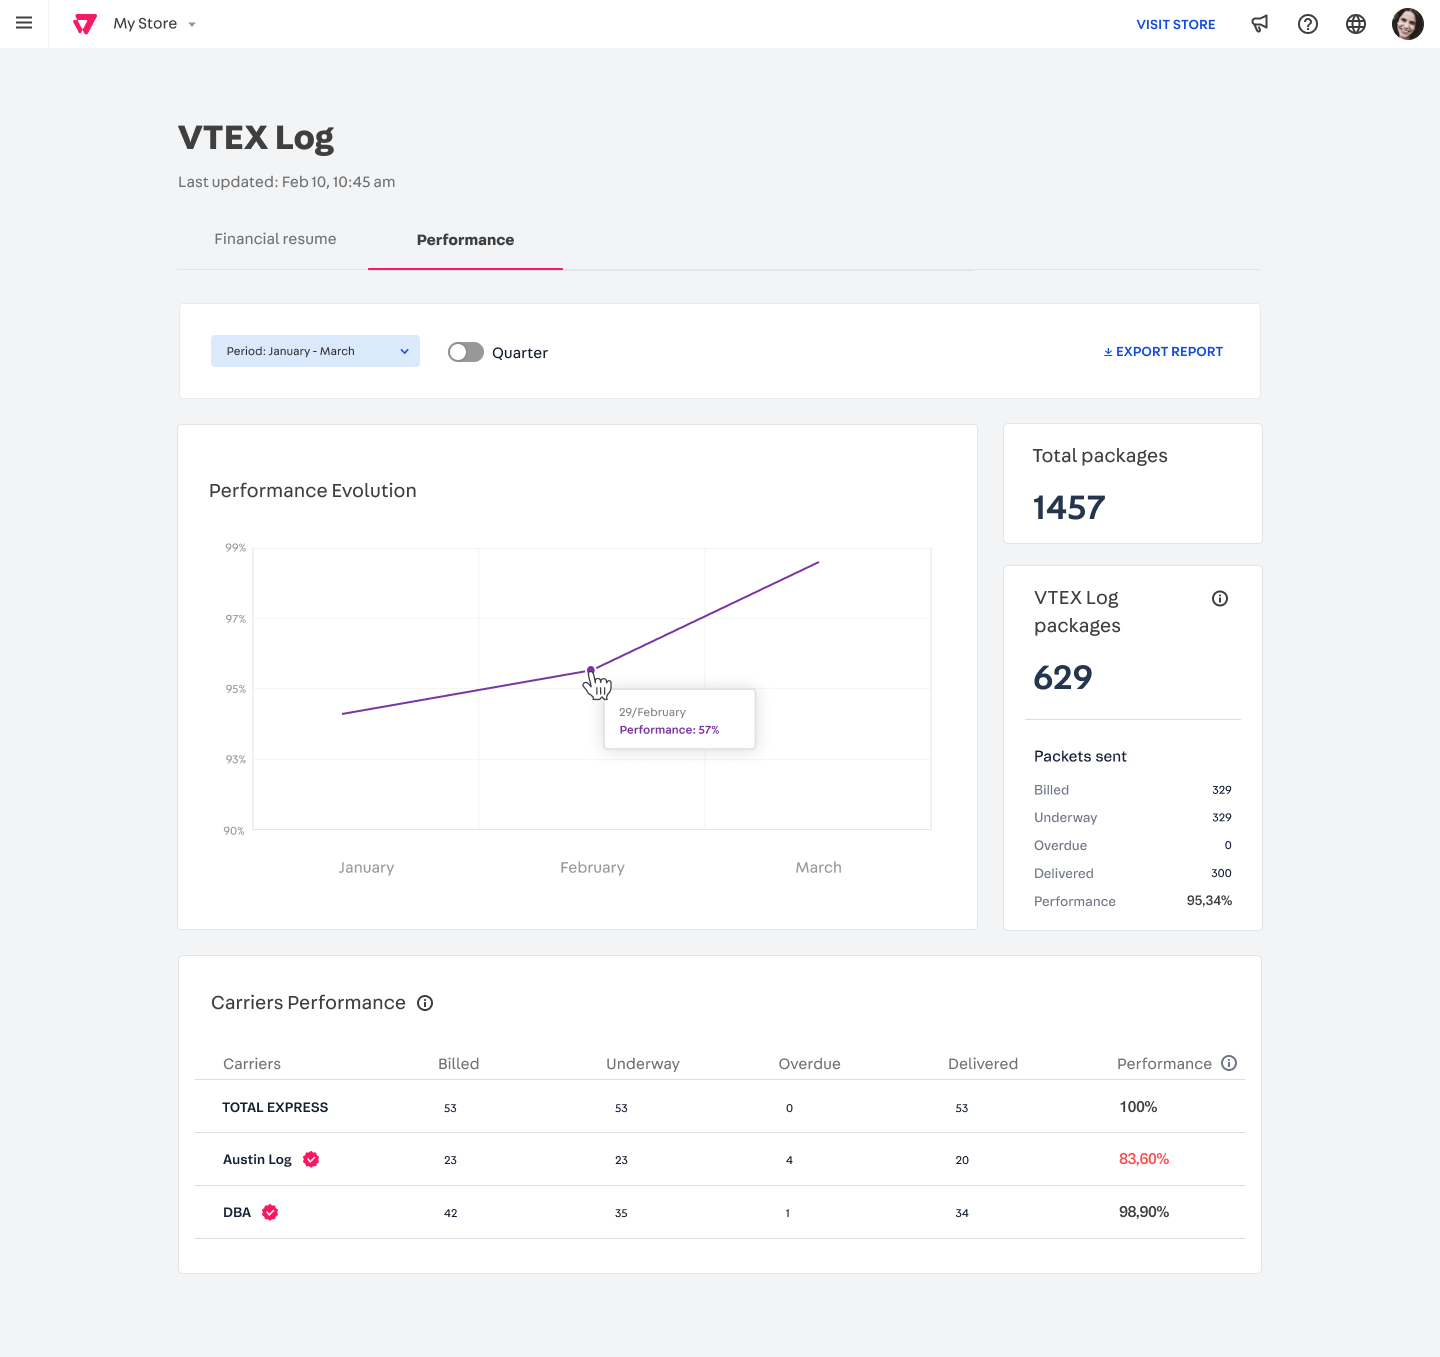 My Store
VISIT STORE
VTEX Log
Last updated: Feb 10, 10:45 am
Financial resume
Performance
Period: January - March
Quarter
EXPORT REPORT
Performance Evolution
99%
97%
95%
93%
90%
29/February
Performance: 57%
January
February
March
Total packages
1457
VTEX Log
packages
629
Packets sent
Billed 329
Underway 329
Overdue 0
Delivered 300
Performance 95,34%
Carriers Performance
Carriers Billed Underway Overdue Delivered Performance
TOTAL EXPRESS 53 53 0 53 100%
Austin Log 23 23 4 20 83,60%
DBA 42 35 1 34 98,90%